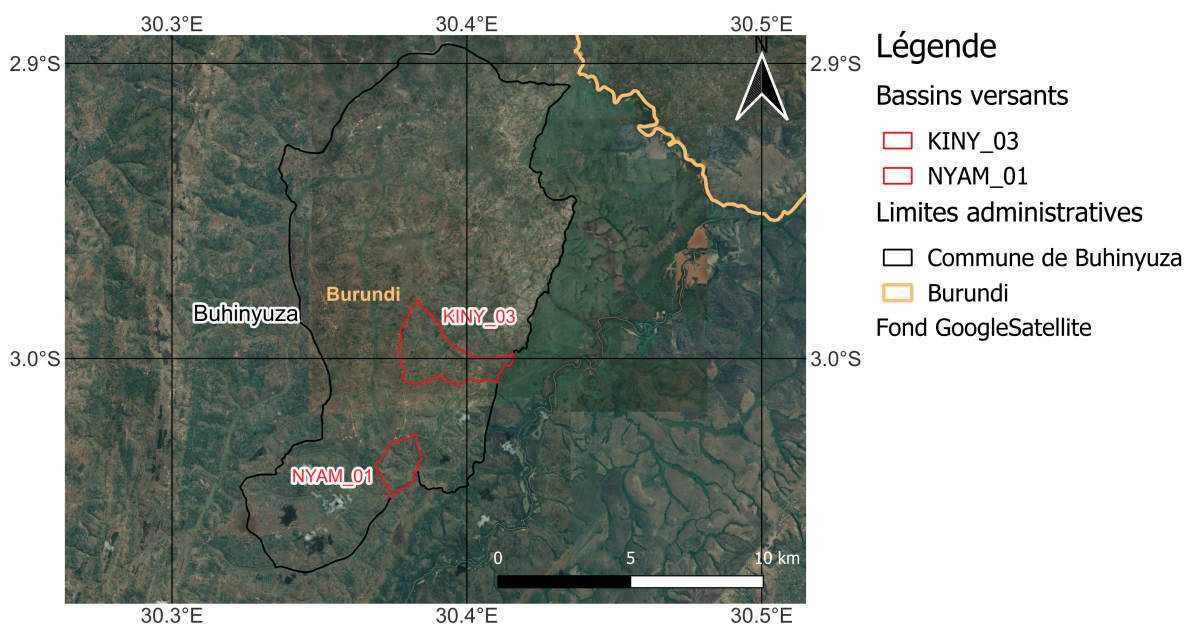 30.3°E
30.4°E
30.5°E
N
2.9°S
2.9°S
Légende
Bassins versants
KINY_03
NYAM_01
Limites administratives
Commune de Buhinyuza
Burundi
Fond GoogleSatellite
Burundi
Buhinyuza
KINY_03
3.0°S
3.0°S
NYAM_01
0
5
10 km
30.3°E
30.4°E
30.5°E